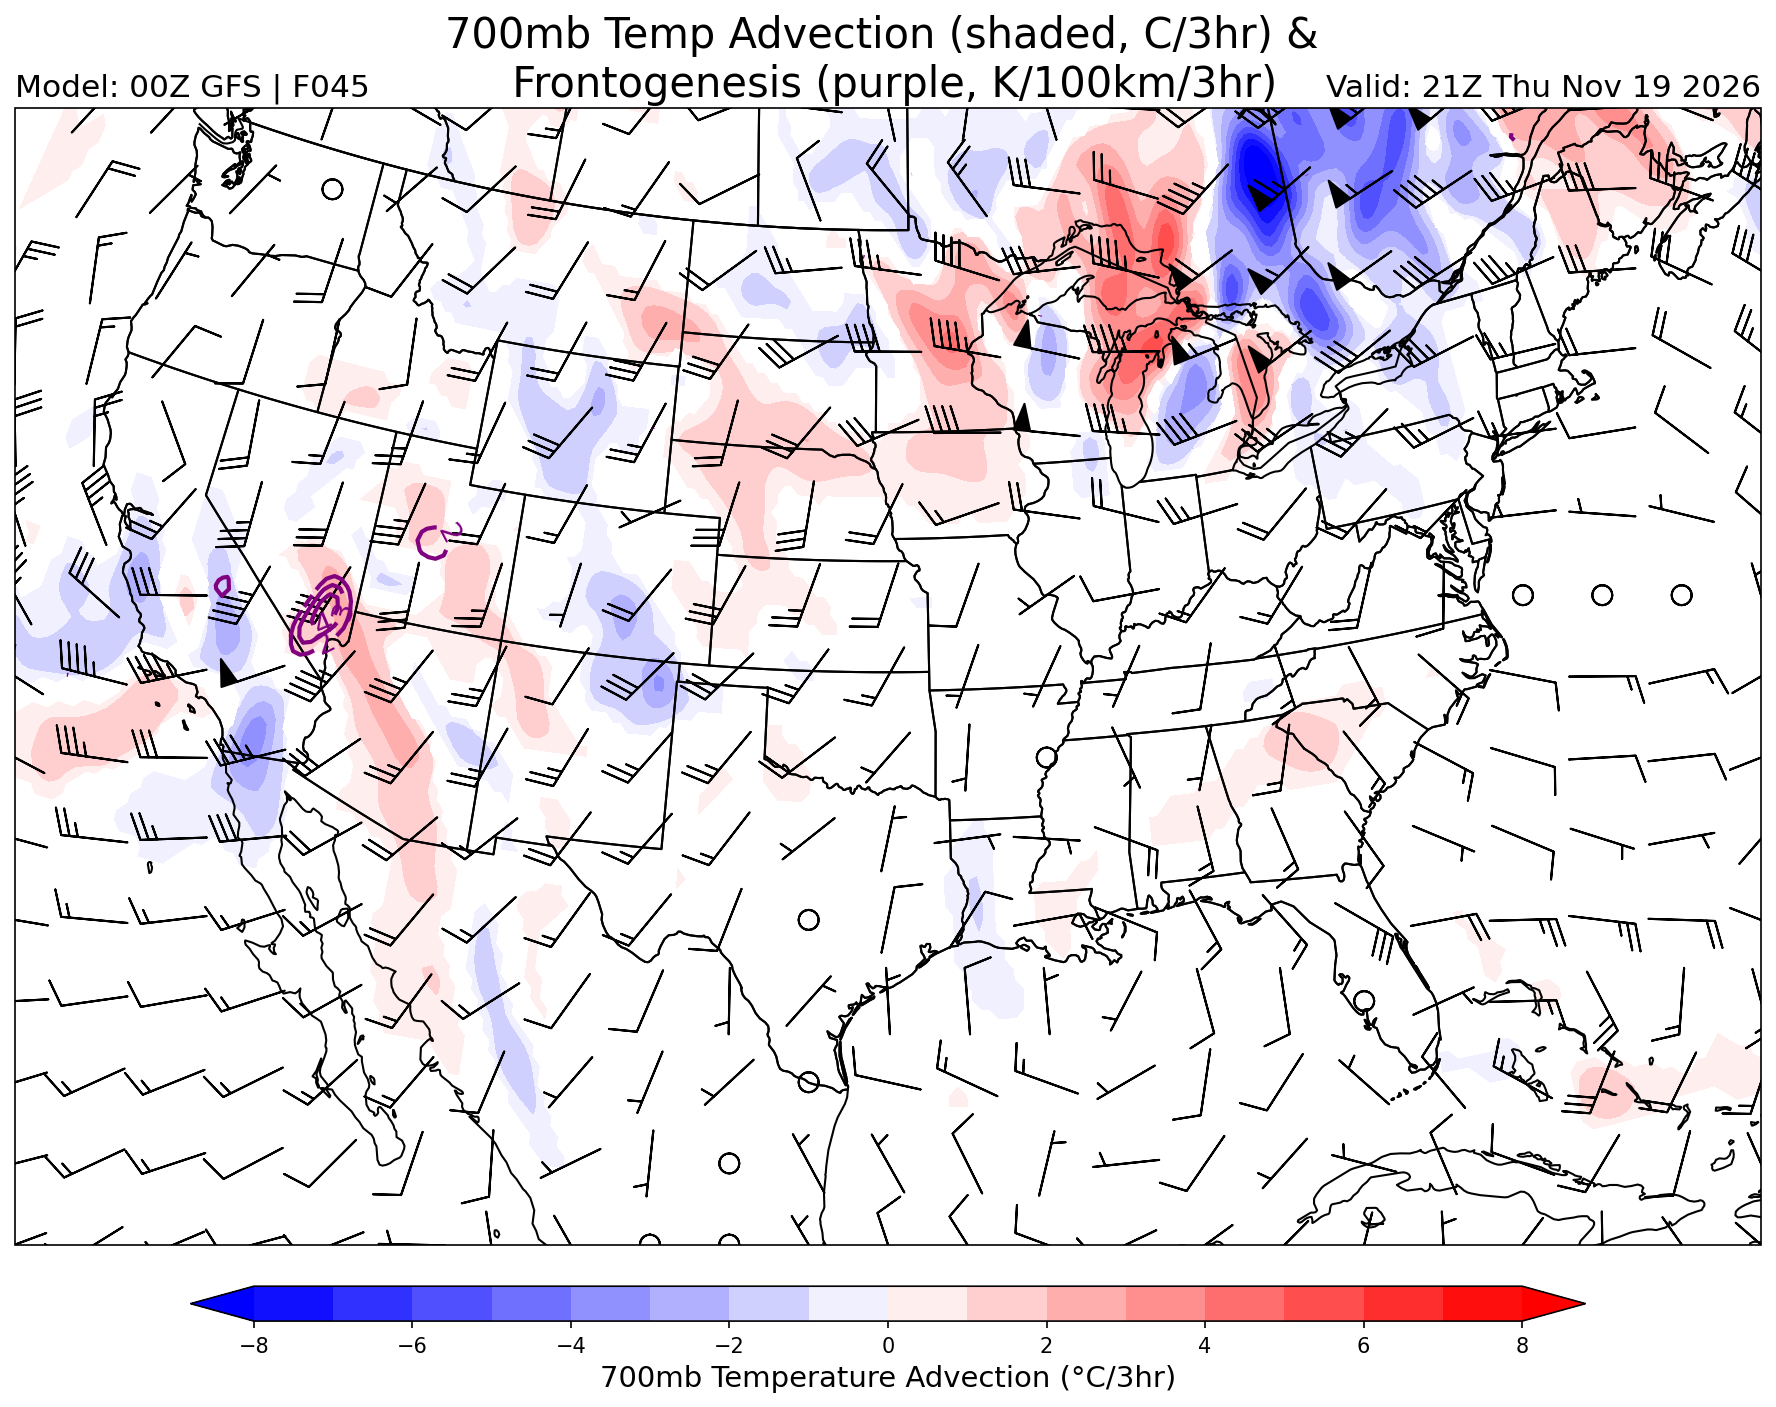 700mb Temp Advection (shaded, C/3hr) &
Model: 00Z GFS | F045
Frontogenesis (purple, K/100km/3hr)
Valid: 21Z Thu Nov 19 2026
2
−8 −6 −4 −2 0 2 4 6 8
700mb Temperature Advection (°C/3hr)